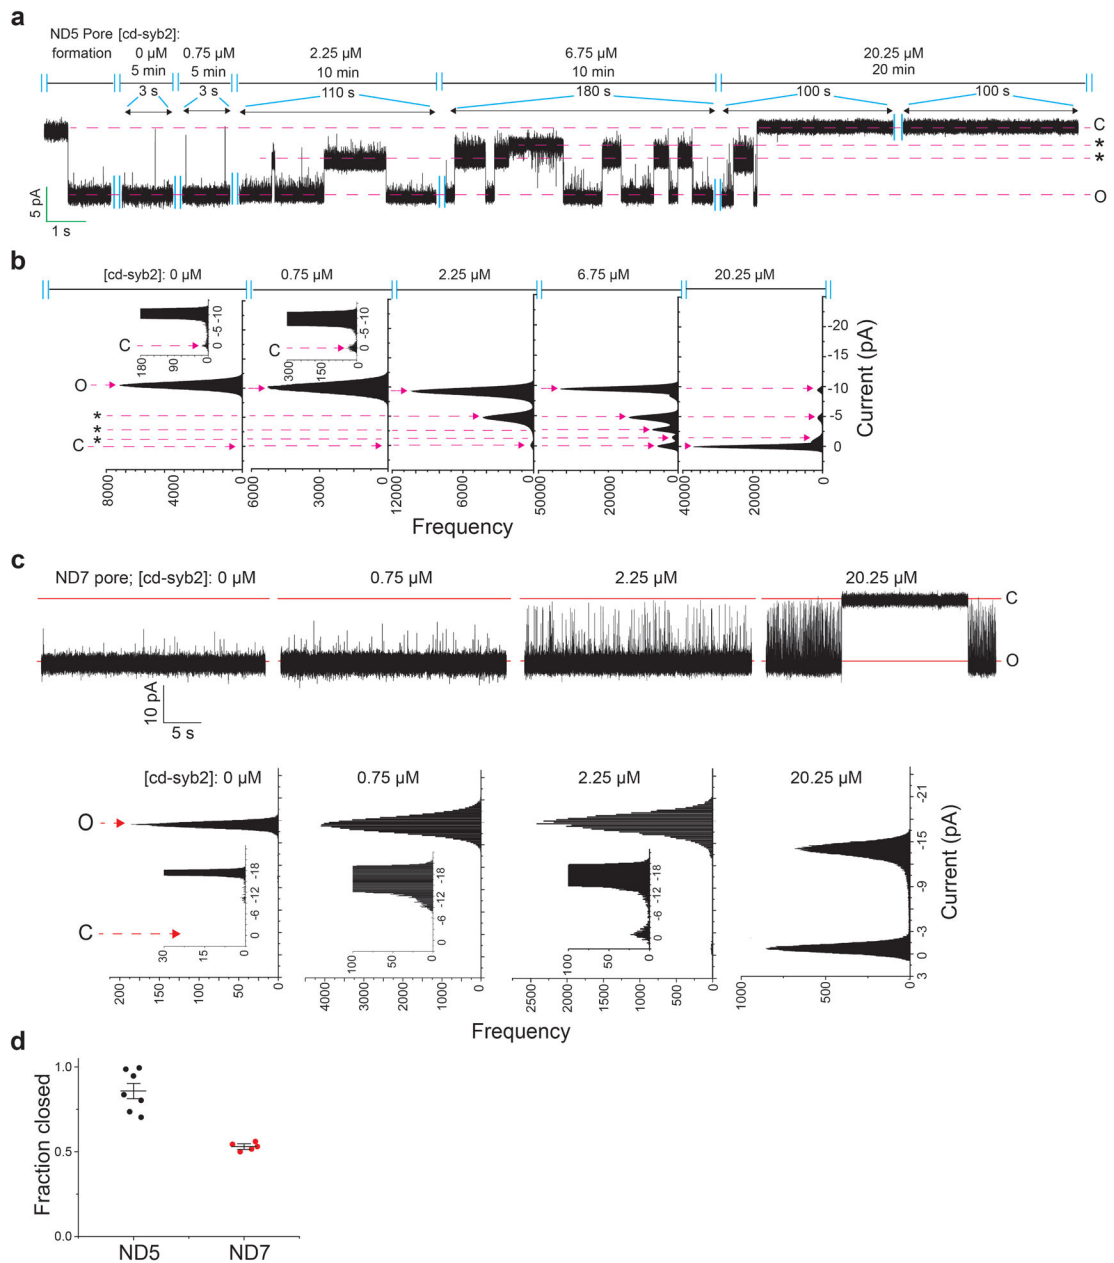 a
ND5 Pore [cd-syb2]:
formation 0 µM 0.75 µM 2.25 µM 6.75 µM 20.25 µM
5 min 5 min 10 min 10 min 20 min
3 s 3 s 110 s 180 s 100 s 100 s
C
*
*
O
5 pA
1 s
b
[cd-syb2]: 0 µM 0.75 µM 2.25 µM 6.75 µM 20.25 µM
-10
-5
0
C
180 90 0
-10
-5
0
C
300 150 0
O
*
*
*
C
-20
-15
-10
-5
0
Current (pA)
8000 4000 0 6000 3000 0 12000 6000 0 50000 20000 0 40000 20000 0
Frequency
c
ND7 pore; [cd-syb2]: 0 µM 0.75 µM 2.25 µM 20.25 µM
C
O
10 pA
5 s
[cd-syb2]: 0 µM 0.75 µM 2.25 µM 20.25 µM
O
C
-18
-12
-6
0
30 15 0
-18
-12
-6
0
100 50 0
-18
-12
-6
0
100 50 0
-21
-15
-9
-3
0
3
Current (pA)
200 150 100 50 0 4000 3000 2000 1000 0 2500 2000 1500 1000 500 0 1000 500 0
Frequency
d
Fraction closed
1.0
0.5
0.0
ND5 ND7